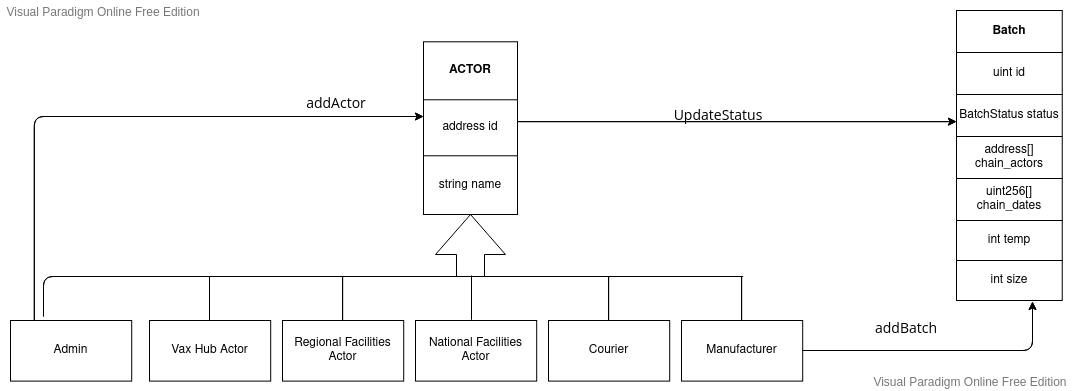 Visual Paradigm Online Free Edition
Batch
uint id
BatchStatus status
address[]
chain_actors
uint256[]
chain_dates
int temp
int size
ACTOR
address id
string name
addActor
UpdateStatus
Admin
Vax Hub Actor
Regional Facilities
Actor
National Facilities
Actor
Courier
Manufacturer
addBatch
Visual Paradigm Online Free Edition